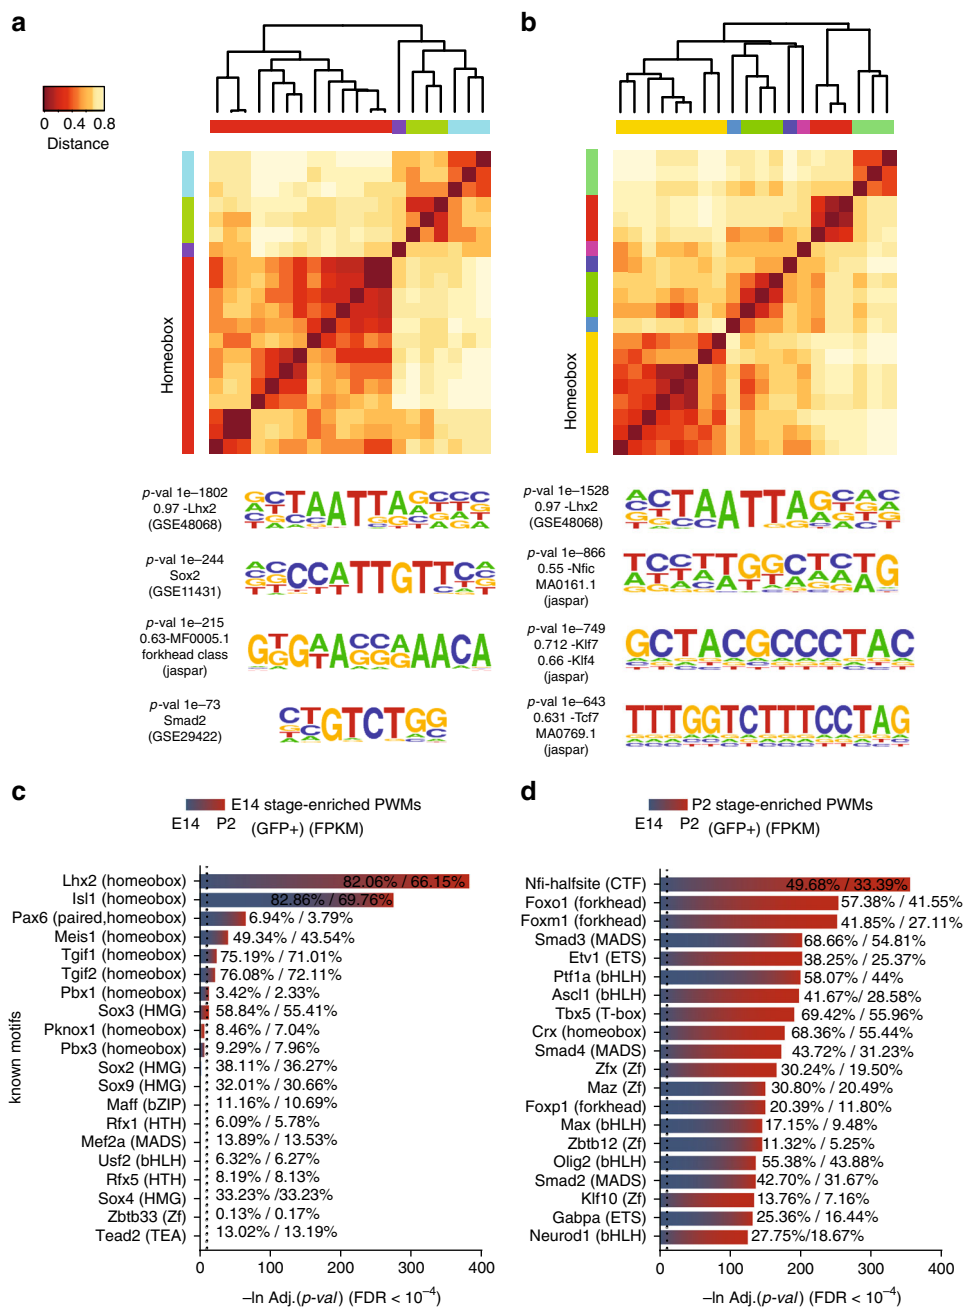 a
b
0 0.4 0.8
Distance
Homeobox
Homeobox
p-val 1e–1802
0.97 -Lhx2
(GSE48068)
p-val 1e–244
Sox2
(GSE11431)
p-val 1e–215
0.63-MF0005.1
forkhead class
(jaspar)
p-val 1e–73
Smad2
(GSE29422)
p-val 1e–1528
0.97 -Lhx2
(GSE48068)
p-val 1e–866
0.55 -Nfic
MA0161.1
(jaspar)
p-val 1e–749
0.712 -Klf7
0.66 -Klf4
(jaspar)
p-val 1e–643
0.631 -Tcf7
MA0769.1
(jaspar)
GCTAATTAGCCC
GCCCATTGTTCC
GTGAACCAAACA
CTGTCTGG
ACTAATTAGCAC
TCCTTGGCTCTG
GCTACGCCCTAC
TTTGGTCTTTCCTAG
c
E14 stage-enriched PWMs
E14 P2 (GFP+) (FPKM)
known motifs
Lhx2 (homeobox) 82.06% / 66.15%
Isl1 (homeobox) 82.86% / 69.76%
Pax6 (paired,homeobox) 6.94% / 3.79%
Meis1 (homeobox) 49.34% / 43.54%
Tgif1 (homeobox) 75.19% / 71.01%
Tgif2 (homeobox) 76.08% / 72.11%
Pbx1 (homeobox) 3.42% / 2.33%
Sox3 (HMG) 58.84% / 55.41%
Pknox1 (homeobox) 8.46% / 7.04%
Pbx3 (homeobox) 9.29% / 7.96%
Sox2 (HMG) 38.11% / 36.27%
Sox9 (HMG) 32.01% / 30.66%
Maff (bZIP) 11.16% / 10.69%
Rfx1 (HTH) 6.09% / 5.78%
Mef2a (MADS) 13.89% / 13.53%
Usf2 (bHLH) 6.32% / 6.27%
Rfx5 (HTH) 8.19% / 8.13%
Sox4 (HMG) 33.23% /33.23%
Zbtb33 (Zf) 0.13% / 0.17%
Tead2 (TEA) 13.02% / 13.19%
0 100 200 300 400
–ln Adj.(p-val) (FDR < 10⁻⁴)
d
P2 stage-enriched PWMs
E14 P2 (GFP+) (FPKM)
Nfi-halfsite (CTF) 49.68% / 33.39%
Foxo1 (forkhead) 57.38% / 41.55%
Foxm1 (forkhead) 41.85% / 27.11%
Smad3 (MADS) 68.66% / 54.81%
Etv1 (ETS) 38.25% / 25.37%
Ptf1a (bHLH) 58.07% / 44%
Ascl1 (bHLH) 41.67% / 28.58%
Tbx5 (T-box) 69.42% / 55.96%
Crx (homeobox) 68.36% / 55.44%
Smad4 (MADS) 43.72% / 31.23%
Zfx (Zf) 30.24% / 19.50%
Maz (Zf) 30.80% / 20.49%
Foxp1 (forkhead) 20.39% / 11.80%
Max (bHLH) 17.15% / 9.48%
Zbtb12 (Zf) 11.32% / 5.25%
Olig2 (bHLH) 55.38% / 43.88%
Smad2 (MADS) 42.70% / 31.67%
Klf10 (Zf) 13.76% / 7.16%
Gabpa (ETS) 25.36% / 16.44%
Neurod1 (bHLH) 27.75%/18.67%
0 100 200 300 400
–ln Adj.(p-val) (FDR < 10⁻⁴)